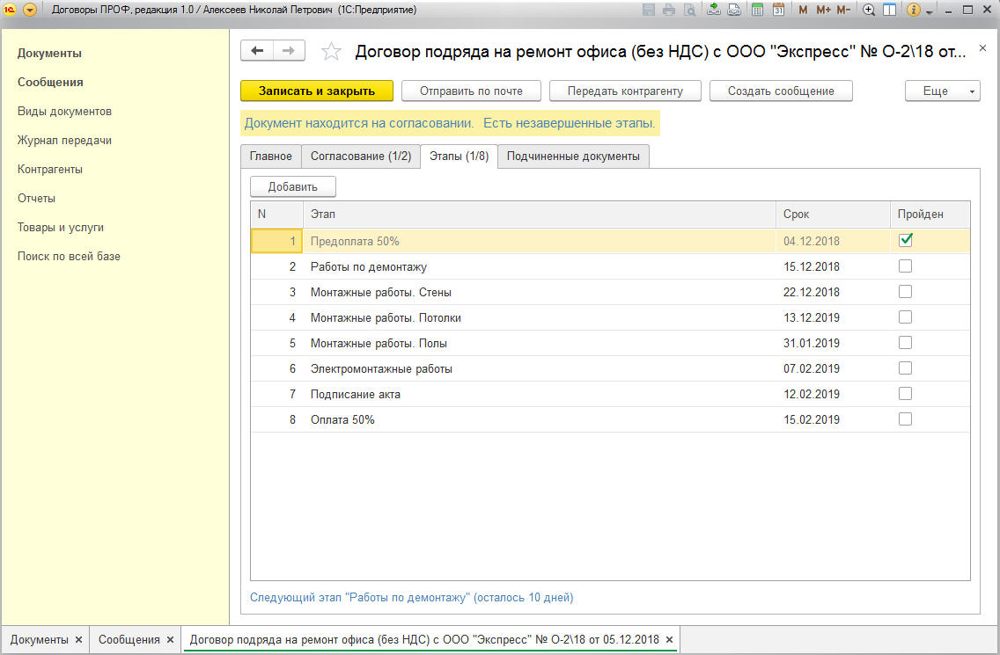 Договоры ПРОФ, редакция 1.0 / Алексеев Николай Петрович (1С:Предприятие)
M M+ M-
Документы
Сообщения
Виды документов
Журнал передачи
Контрагенты
Отчеты
Товары и услуги
Поиск по всей базе
Договор подряда на ремонт офиса (без НДС) с ООО "Экспресс" № О-2\18 от...
Записать и закрыть Отправить по почте Передать контрагенту Создать сообщение Еще
Документ находится на согласовании. Есть незавершенные этапы.
Главное Согласование (1/2) Этапы (1/8) Подчиненные документы
Добавить
N Этап Срок Пройден
1 Предоплата 50% 04.12.2018
2 Работы по демонтажу 15.12.2018
3 Монтажные работы. Стены 22.12.2018
4 Монтажные работы. Потолки 13.12.2019
5 Монтажные работы. Полы 31.01.2019
6 Электромонтажные работы 07.02.2019
7 Подписание акта 12.02.2019
8 Оплата 50% 15.02.2019
Следующий этап "Работы по демонтажу" (осталось 10 дней)
Документы Сообщения Договор подряда на ремонт офиса (без НДС) с ООО "Экспресс" № О-2\18 от 05.12.2018